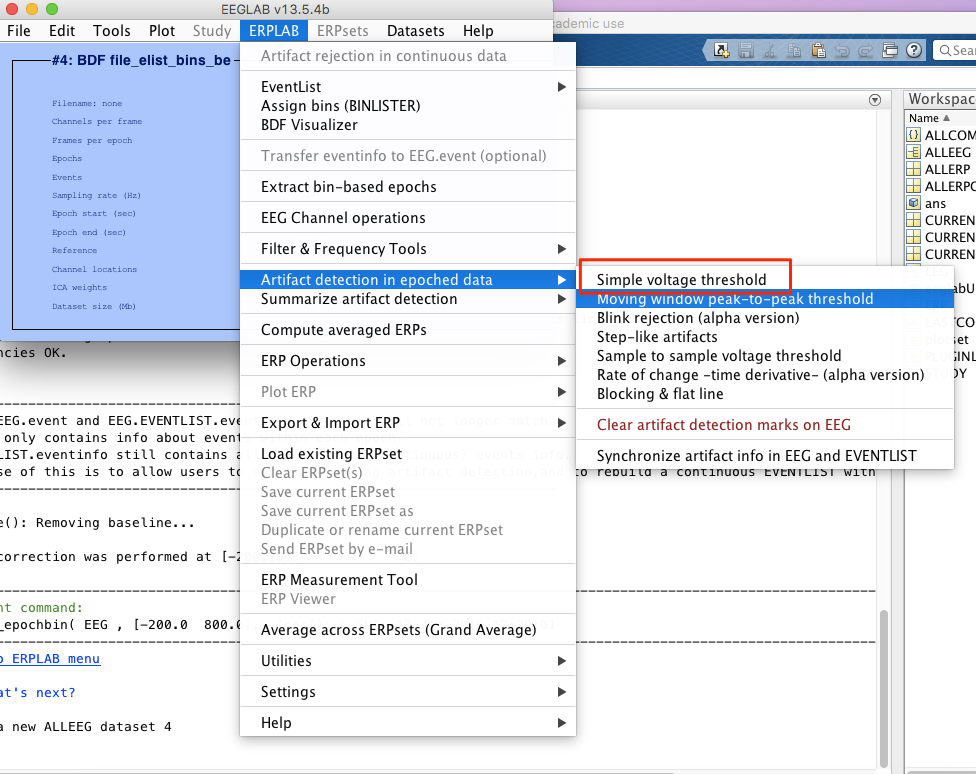 EEGLAB v13.5.4b
File Edit Tools Plot Study ERPLAB ERPsets Datasets Help
cademic use
#4: BDF file_elist_bins_be
Filename: none
Channels per frame
Frames per epoch
Epochs
Events
Sampling rate (Hz)
Epoch start (sec)
Epoch end (sec)
Reference
Channel locations
ICA weights
Dataset size (Mb)
Artifact rejection in continuous data
EventList
Assign bins (BINLISTER)
BDF Visualizer
Transfer eventinfo to EEG.event (optional)
Extract bin-based epochs
EEG Channel operations
Filter & Frequency Tools
Artifact detection in epoched data
Summarize artifact detection
Compute averaged ERPs
ERP Operations
Plot ERP
Export & Import ERP
Load existing ERPset
Clear ERPset(s)
Save current ERPset
Save current ERPset as
Duplicate or rename current ERPset
Send ERPset by e-mail
ERP Measurement Tool
ERP Viewer
Average across ERPsets (Grand Average)
Utilities
Settings
Help
Simple voltage threshold
Moving window peak-to-peak threshold
Blink rejection (alpha version)
Step-like artifacts
Sample to sample voltage threshold
Rate of change -time derivative- (alpha version)
Blocking & flat line
Clear artifact detection marks on EEG
Synchronize artifact info in EEG and EVENTLIST
Sear
Workspac
Name
ALLCOM
ALLEEG
ALLERP
ALLERPC
ans
CURREN
CURREN
CURREN
EEG
LASTCO
PLUGINL
STUDY
ncies OK.
EEG.event and EEG.EVENTLIST.eve
only contains info about event
LIST.eventinfo still contains a
se of this is to allow users to
to rebuild a continuous EVENTLIST with
e(): Removing baseline...
correction was performed at [-2
nt command:
_epochbin( EEG , [-200.0 800.0
o ERPLAB menu
at's next?
a new ALLEEG dataset 4